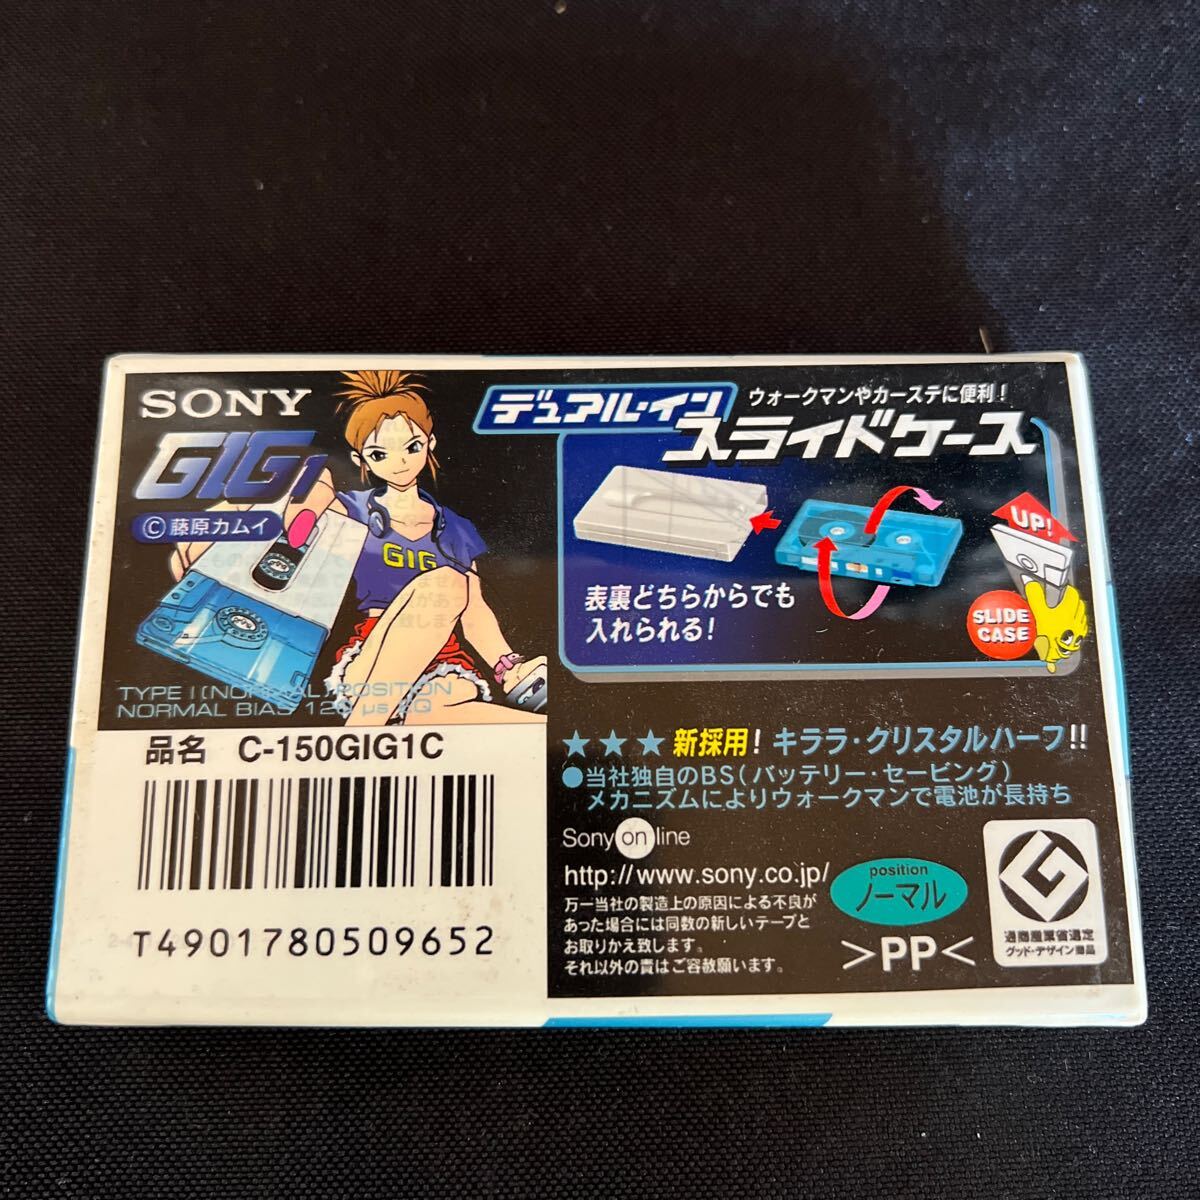 SONY
GIG1
©藤原カムイ
GIG
TYPE I (NORMAL) POSITION
NORMAL BIAS 120 µs EQ
品名 C-150GIG1C
T4901780509652
デュアル・イン
スライドケース
ウォークマンやカーステに便利!
表裏どちらからでも
入れられる!
UP!
SLIDE
CASE
★★★新採用!キララ・クリスタルハーフ!!
●当社独自のBS(バッテリー・セービング)
メカニズムによりウォークマンで電池が長持ち
Sony on line
http://www.sony.co.jp/
万一当社の製造上の原因による不良が
あった場合には同数の新しいテープと
お取りかえ致します。
それ以外の責はご容赦願います。
position
ノーマル
>PP<
通商産業省選定
グッド・デザイン商品